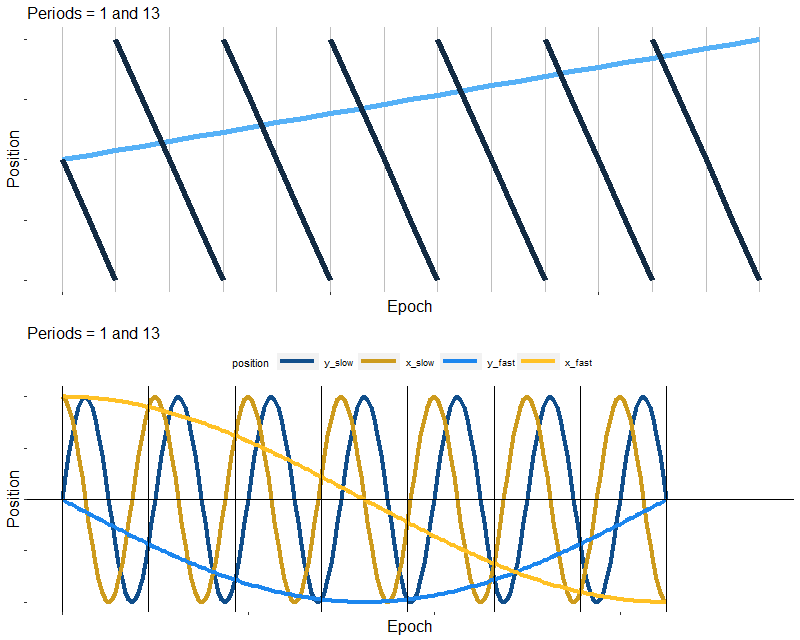 Periods = 1 and 13
Position
Epoch
Periods = 1 and 13
position y_slow x_slow y_fast x_fast
Position
Epoch